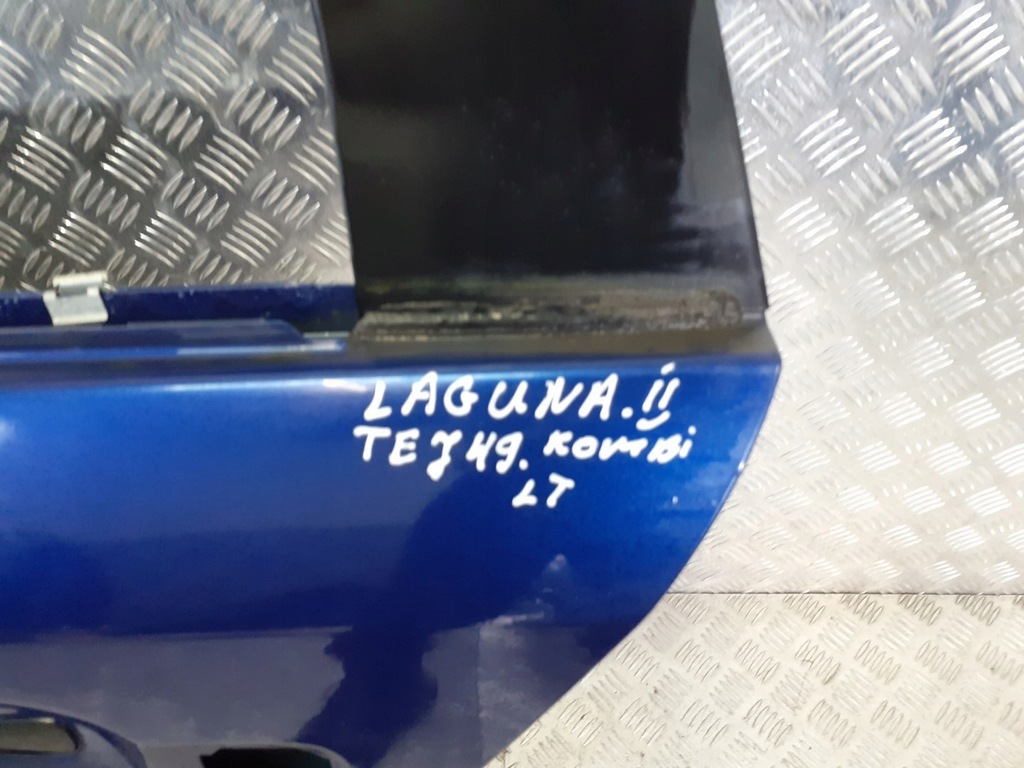 LAGUNA.II
TEJ49. KOMBI
LT